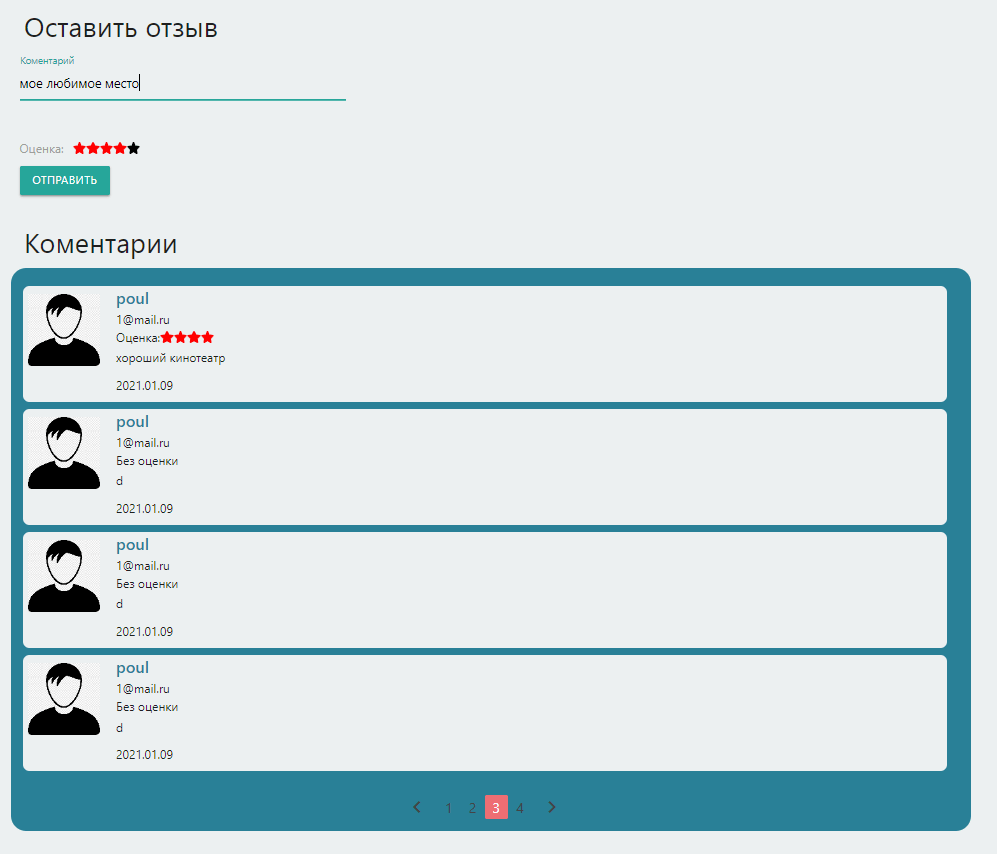 Оставить отзыв
Коментарий
мое любимое место
Оценка:
ОТПРАВИТЬ
Коментарии
poul
1@mail.ru
Оценка:
хороший кинотеатр
2021.01.09
poul
1@mail.ru
Без оценки
d
2021.01.09
poul
1@mail.ru
Без оценки
d
2021.01.09
poul
1@mail.ru
Без оценки
d
2021.01.09
1 2 3 4